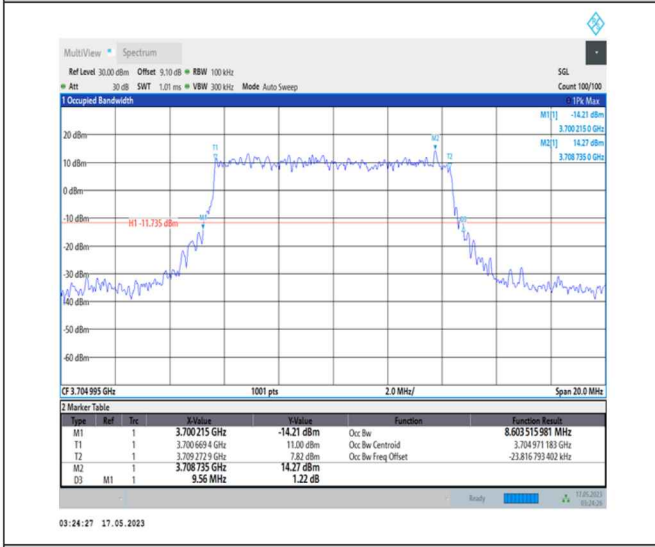 MultiView Spectrum
Ref Level 30.00 dBm Offset 9.10 dB RBW 100 kHz SGL
Att 30 dB SWT 1.01 ms VBW 300 kHz Mode Auto Sweep Count 100/100
1 Occupied Bandwidth 1Pk Max
M1[1] -14.21 dBm
3.700 215 0 GHz
M2[1] 14.27 dBm
3.708 735 0 GHz
20 dBm
M2
T1
T2
10 dBm
0 dBm
-10 dBm
M1
H1 -11.735 dBm
D3
-20 dBm
-30 dBm
-40 dBm
-50 dBm
-60 dBm
CF 3.704 995 GHz 1001 pts 2.0 MHz/ Span 20.0 MHz
2 Marker Table
Type Ref Trc X-Value Y-Value Function Function Result
M1 1 3.700 215 GHz -14.21 dBm Occ Bw 8.603 515 981 MHz
T1 1 3.700 669 4 GHz 11.00 dBm Occ Bw Centroid 3.704 971 183 GHz
T2 1 3.709 272 9 GHz 7.82 dBm Occ Bw Freq Offset -23.816 793 402 kHz
M2 1 3.708 735 GHz 14.27 dBm
D3 M1 1 9.56 MHz 1.22 dB
Ready 17.05.2023
03:24:26
03:24:27 17.05.2023